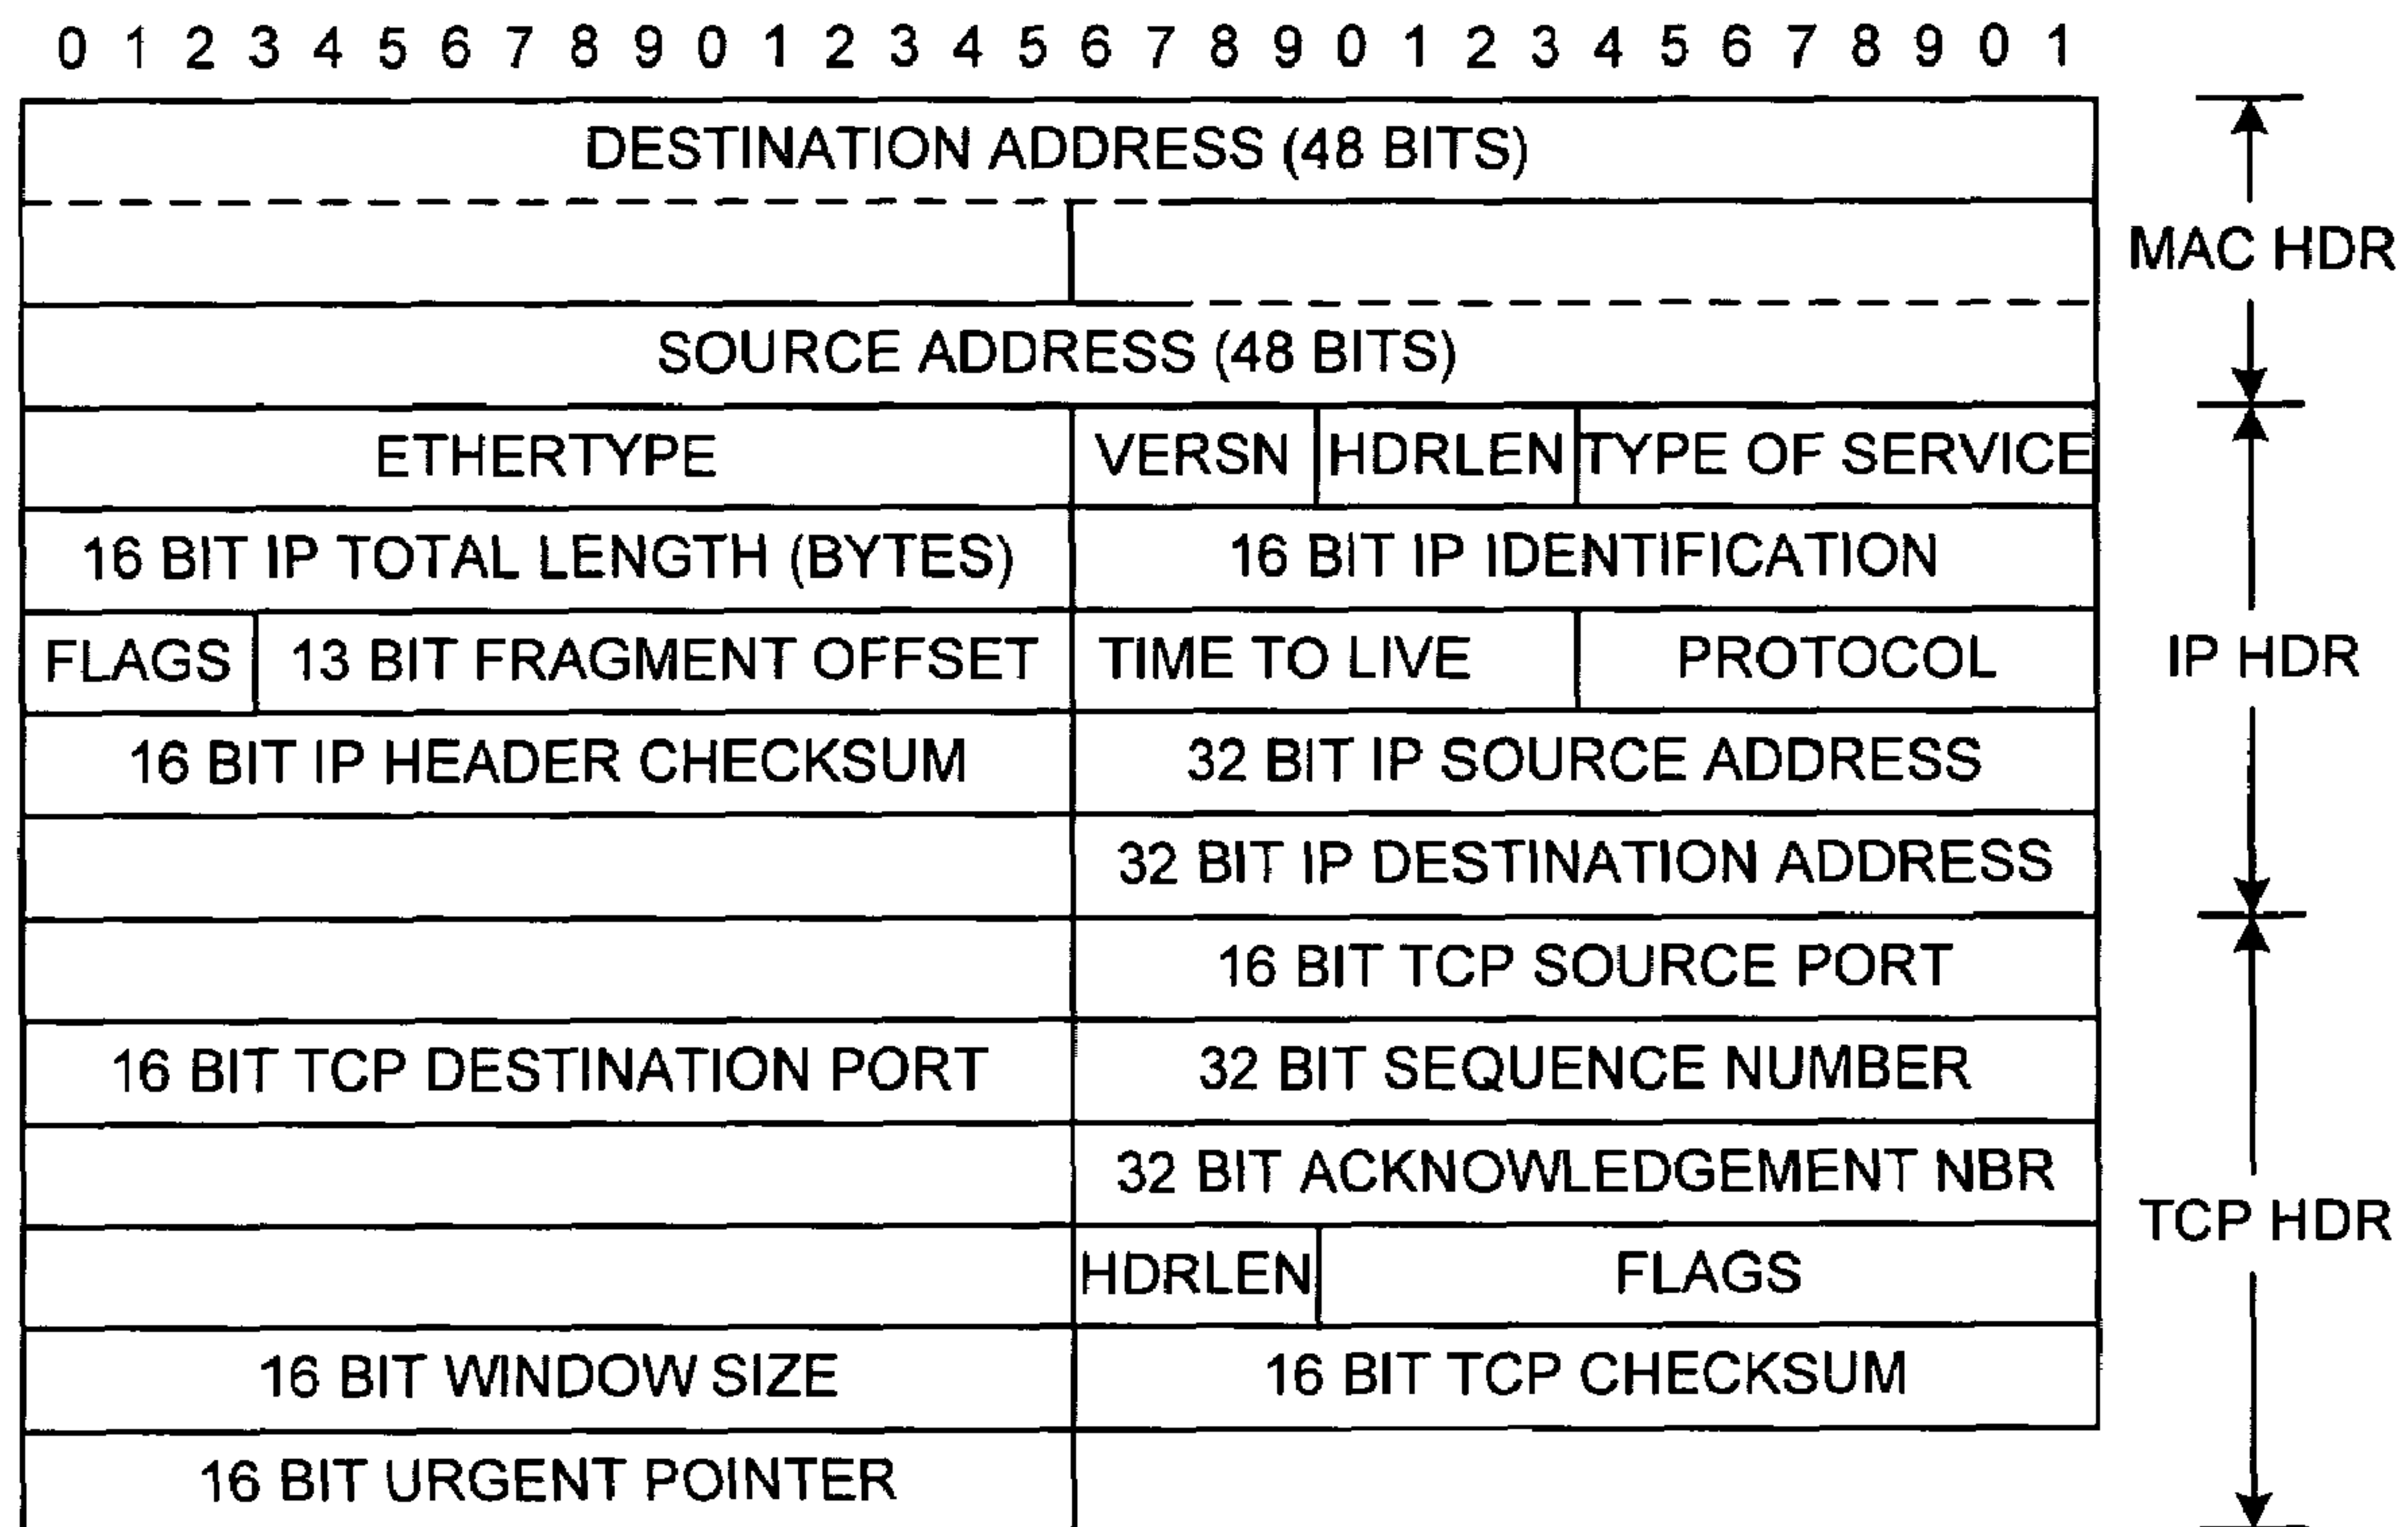 0 1 2 3 4 5 6 7 8 9 0 1 2 3 4 5 6 7 8 9 0 1 2 3 4 5 6 7 8 9 0 1
DESTINATION ADDRESS (48 BITS)
MAC HDR
SOURCE ADDRESS (48 BITS)
ETHERTYPE VERSN HDRLEN TYPE OF SERVICE
16 BIT IP TOTAL LENGTH (BYTES) 16 BIT IP IDENTIFICATION
FLAGS 13 BIT FRAGMENT OFFSET TIME TO LIVE PROTOCOL IP HDR
16 BIT IP HEADER CHECKSUM 32 BIT IP SOURCE ADDRESS
32 BIT IP DESTINATION ADDRESS
16 BIT TCP SOURCE PORT
16 BIT TCP DESTINATION PORT 32 BIT SEQUENCE NUMBER
32 BIT ACKNOWLEDGEMENT NBR
TCP HDR
HDRLEN FLAGS
16 BIT WINDOW SIZE 16 BIT TCP CHECKSUM
16 BIT URGENT POINTER